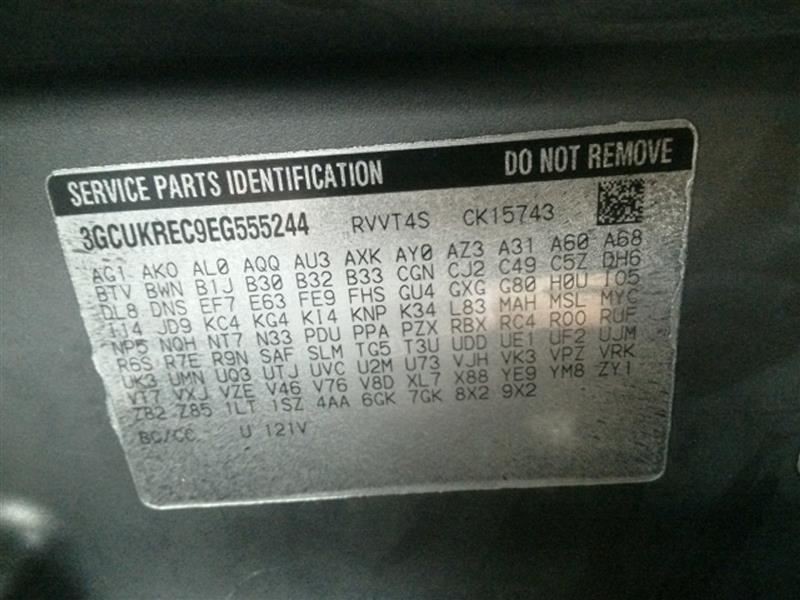 SERVICE PARTS IDENTIFICATION DO NOT REMOVE
3GCUKREC9EG555244 RVVT4S CK15743
AG1 AKO AL0 AQQ AU3 AXK AY0 AZ3 A31 A60 A68
BTV BWN B1J B30 B32 B33 CGN CJ2 C49 C5Z DH6
DL8 DNS EF7 E63 FE9 FHS GU4 GXG G80 H0U IO5
I14 JD9 KC4 KG4 KI4 KNP K34 L83 MAH MSL MYC
NP5 NQH NT7 N33 PDU PPA PZX RBX RC4 ROO RUF
R6S R7E R9N SAF SLM TG5 T3U UDD UE1 UF2 UJM
UK3 UMN UQ3 UTJ UVC U2M U73 VJH VK3 VPZ VRK
VT7 VXJ VZE V46 V76 V8D XL7 X88 YE9 YM8 ZY1
ZB2 Z85 1LT 1SZ 4AA 6GK 7GK 8X2 9X2
BC/CC U 121V